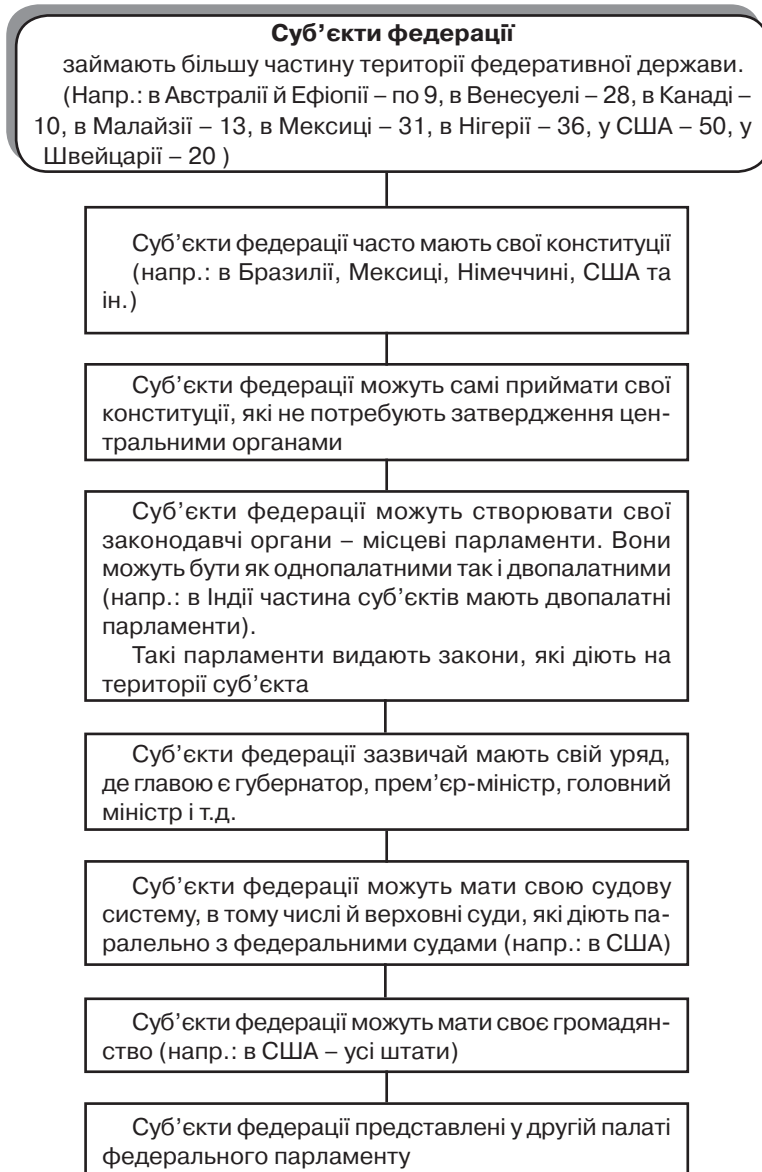 Суб’єкти федерації
займають більшу частину території федеративної держави.
(Напр.: в Австралії й Ефіопії – по 9, в Венесуелі – 28, в Канаді –
10, в Малайзії – 13, в Мексиці – 31, в Нігерії – 36, у США – 50, у
Швейцарії – 20 )
Суб’єкти федерації часто мають свої конституції
(напр.: в Бразилії, Мексиці, Німеччині, США та
ін.)
Суб’єкти федерації можуть самі приймати свої
конституції, які не потребують затвердження цен-
тральними органами
Суб’єкти федерації можуть створювати свої
законодавчі органи – місцеві парламенти. Вони
можуть бути як однопалатними так і двопалатними
(напр.: в Індії частина суб’єктів мають двопалатні
парламенти).
Такі парламенти видають закони, які діють на
території суб’єкта
Суб’єкти федерації зазвичай мають свій уряд,
де главою є губернатор, прем’єр-міністр, головний
міністр і т.д.
Суб’єкти федерації можуть мати свою судову
систему, в тому числі й верховні суди, які діють па-
ралельно з федеральними судами (напр.: в США)
Суб’єкти федерації можуть мати своє громадян-
ство (напр.: в США – усі штати)
Суб’єкти федерації представлені у другій палаті
федерального парламенту